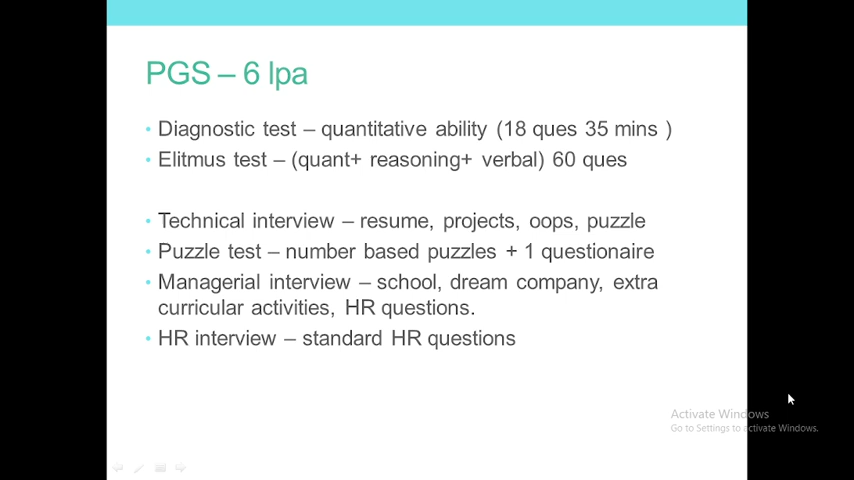 PGS – 6 lpa
• Diagnostic test – quantitative ability (18 ques 35 mins )
• Elitmus test – (quant+ reasoning+ verbal) 60 ques
• Technical interview – resume, projects, oops, puzzle
• Puzzle test – number based puzzles + 1 questionaire
• Managerial interview – school, dream company, extra
curricular activities, HR questions.
• HR interview – standard HR questions
Activate Windows
Go to Settings to activate Windows.